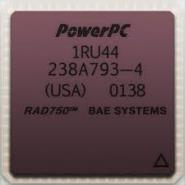 PowerPC
1RU44
238A793-4
(USA) 0138
RAD750™ BAE SYSTEMS